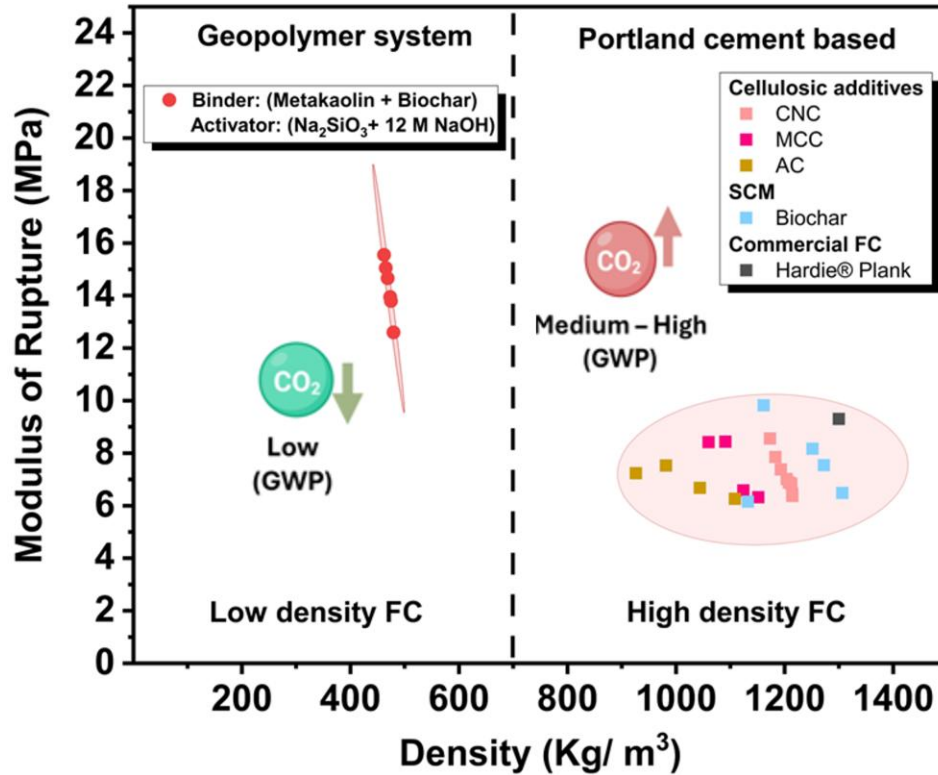 24
22
20
18
16
14
12
10
8
6
4
2
0
Modulus of Rupture (MPa)
Geopolymer system
Binder: (Metakaolin + Biochar)
Activator: (Na₂SiO₃+ 12 M NaOH)
CO₂
Low
(GWP)
Low density FC
Portland cement based
Cellulosic additives
CNC
MCC
AC
SCM
Biochar
Commercial FC
Hardie® Plank
CO₂
Medium – High
(GWP)
High density FC
200 400 600 800 1000 1200 1400
Density (Kg/ m³)